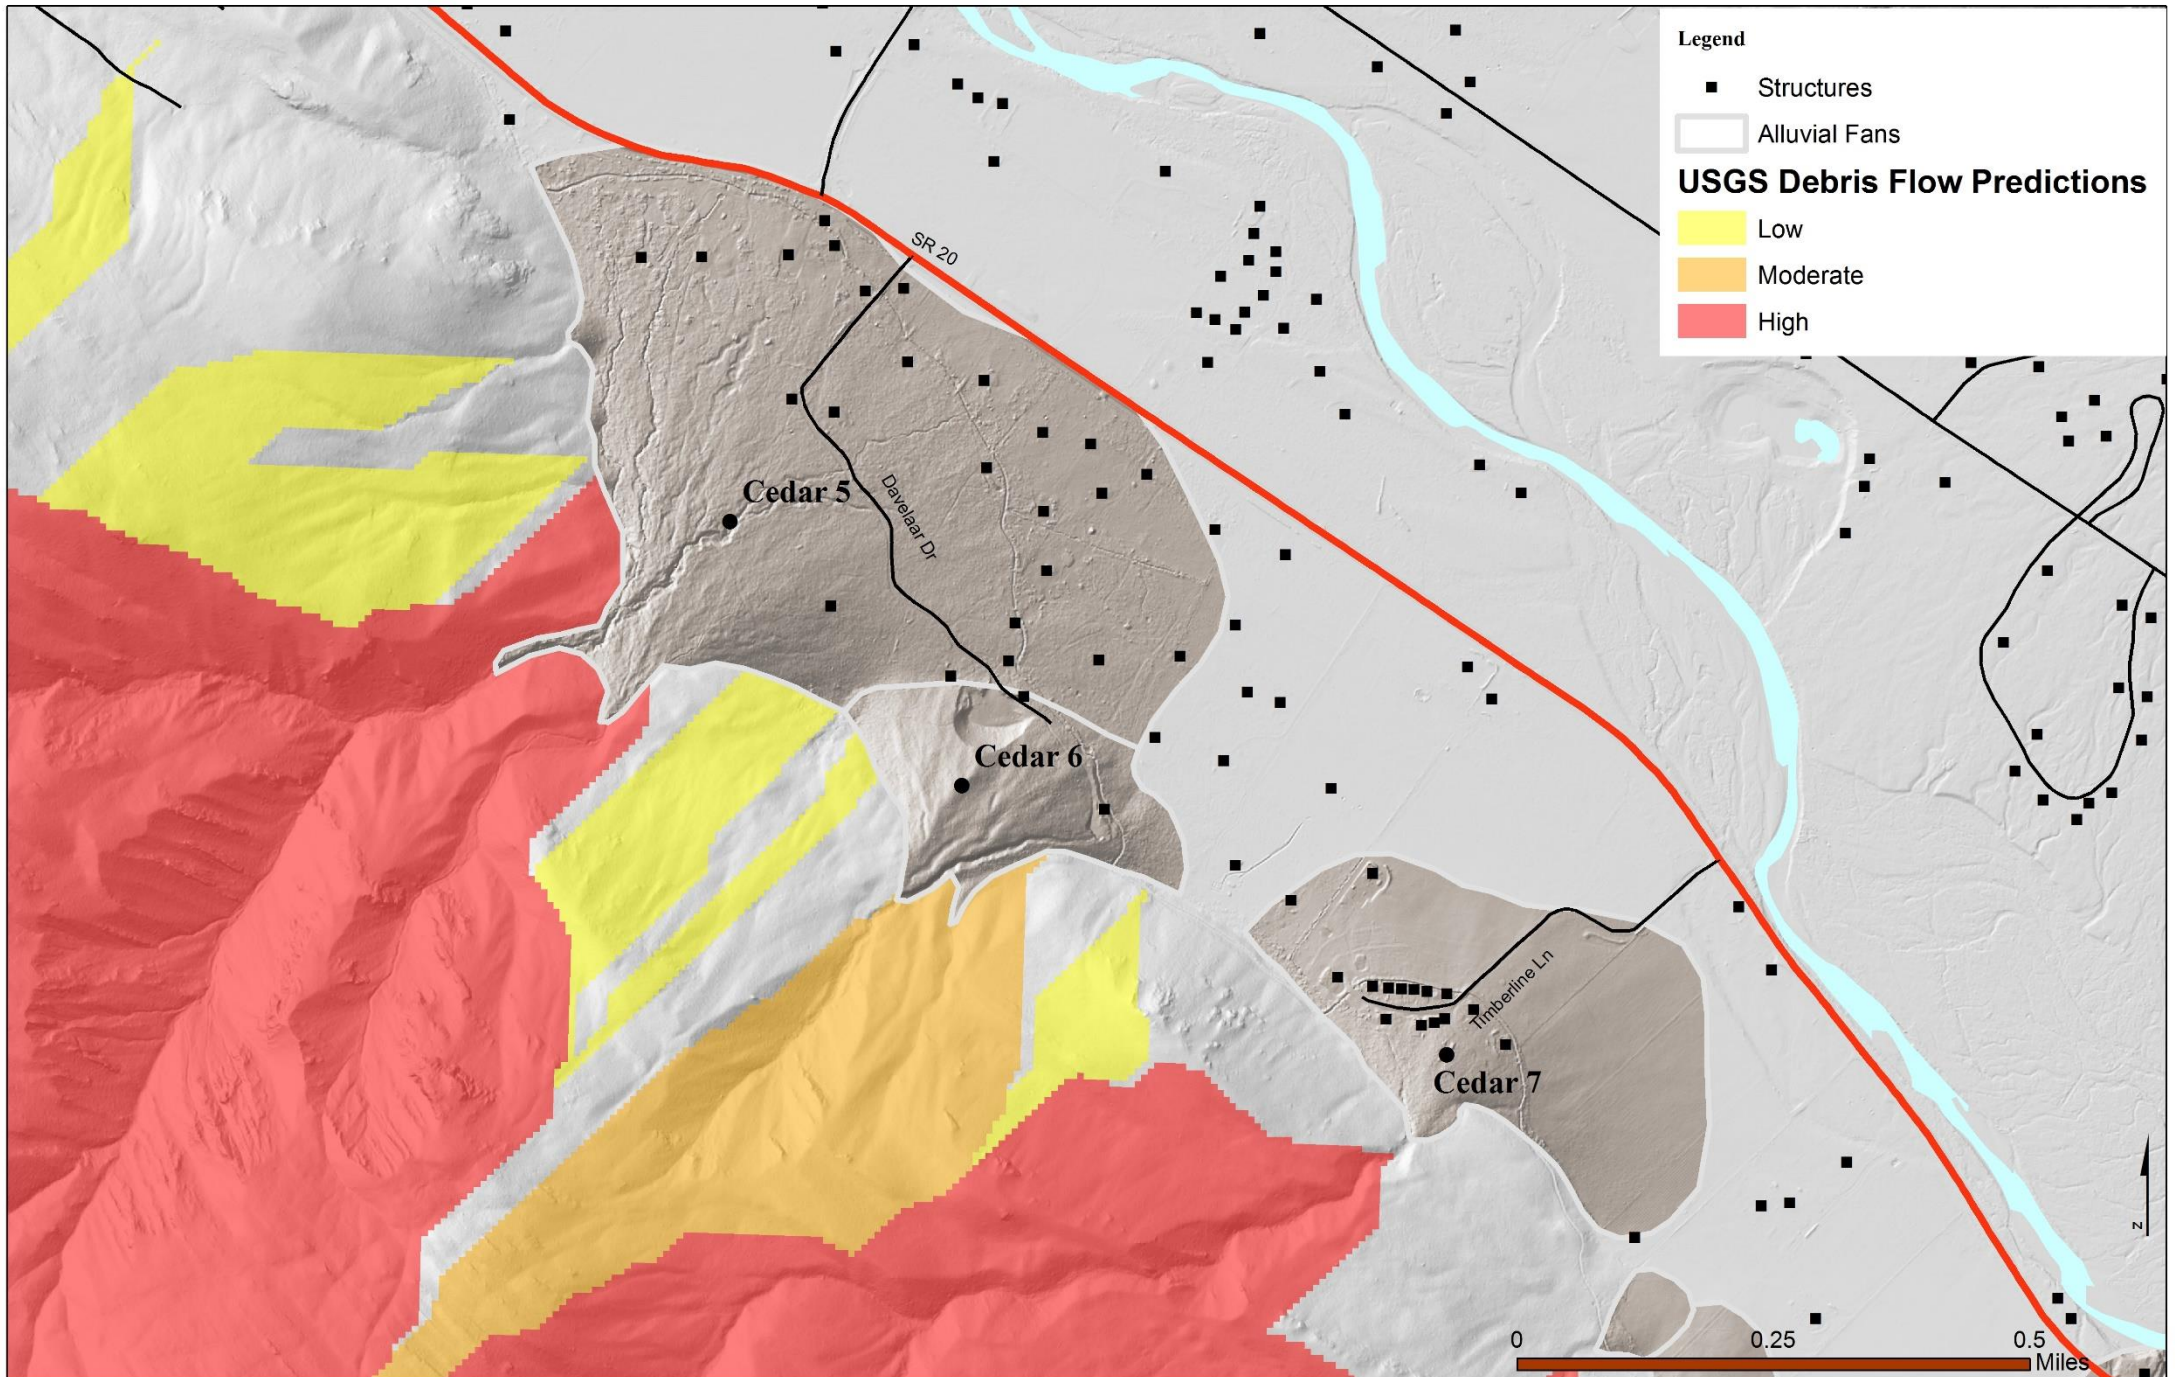 Legend
Structures
Alluvial Fans
USGS Debris Flow Predictions
Low
Moderate
High
SR 20
Cedar 5
Davelaar Dr
Cedar 6
Timberline Ln
Cedar 7
N
0 0.25 0.5
Miles